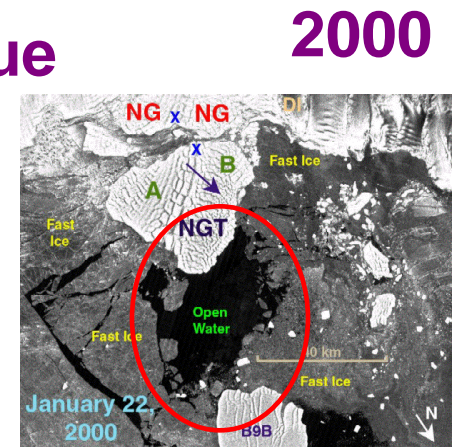 ue
2000
NG X NG
DI
X
B
Fast Ice
A
Fast
Ice
NGT
Open
Water
Fast Ice
km
Fast Ice
January 22,
2000
B9B
N